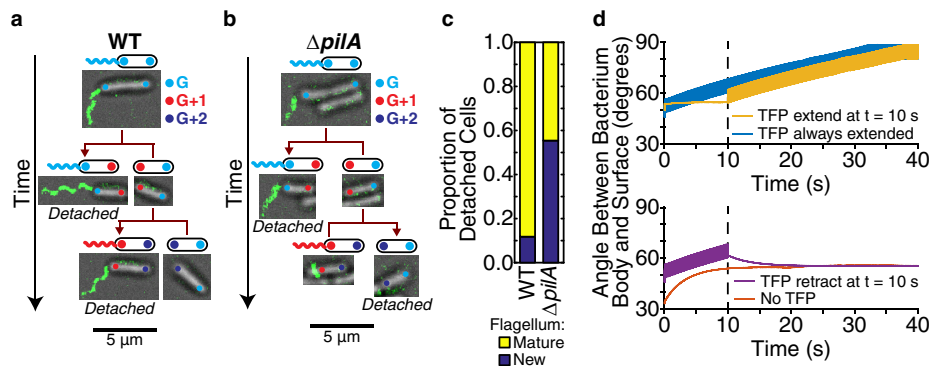 a
WT
G
G+1
G+2
Time
Detached
Detached
5 μm
b
ΔpilA
G
G+1
G+2
Time
Detached
Detached
5 μm
c
Proportion of
Detached Cells
1.0
0.8
0.6
0.4
0.2
0.0
WT
ΔpilA
Flagellum:
Mature
New
d
Angle Between Bacterium
Body and Surface (degrees)
90
60
30
TFP extend at t = 10 s
TFP always extended
0 10 20 30 40
Time (s)
90
60
30
TFP retract at t = 10 s
No TFP
0 10 20 30 40
Time (s)